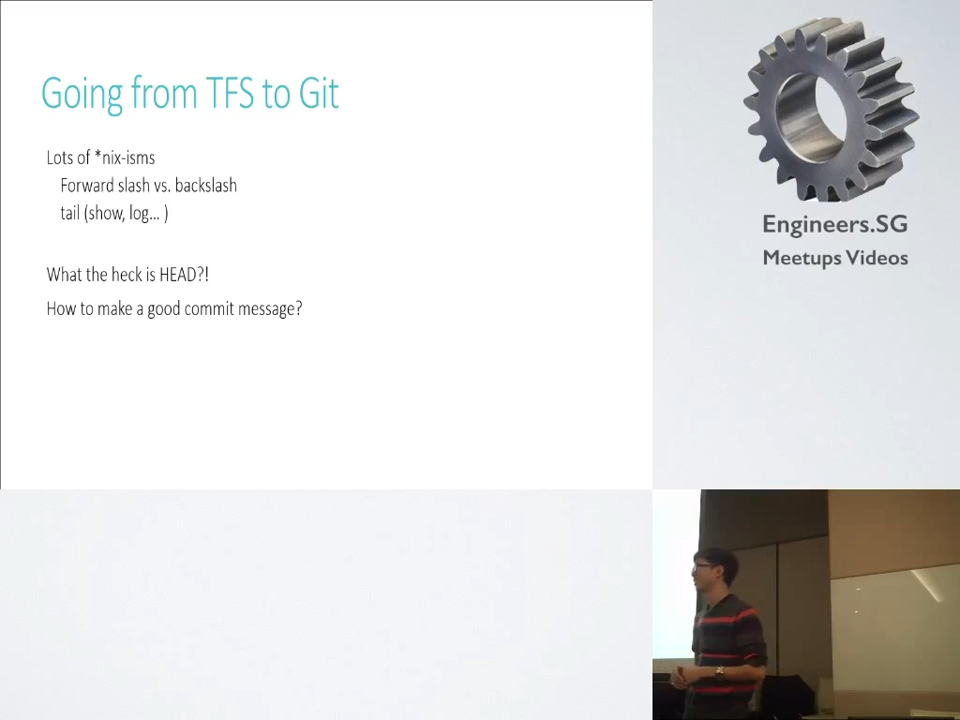 Going from TFS to Git
Lots of *nix-isms
Forward slash vs. backslash
tail (show, log... )
What the heck is HEAD?!
How to make a good commit message?
Engineers.SG
Meetups Videos